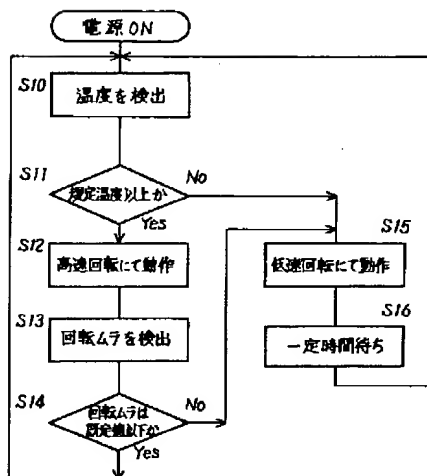 電源ON
S10
温度を検出
S11
規定温度以上か
No
Yes
S12
高速回転にて動作
S15
低速回転にて動作
S13
回転ムラを検出
S16
一定時間待ち
S14
回転ムラは
規定値以下か
No
Yes